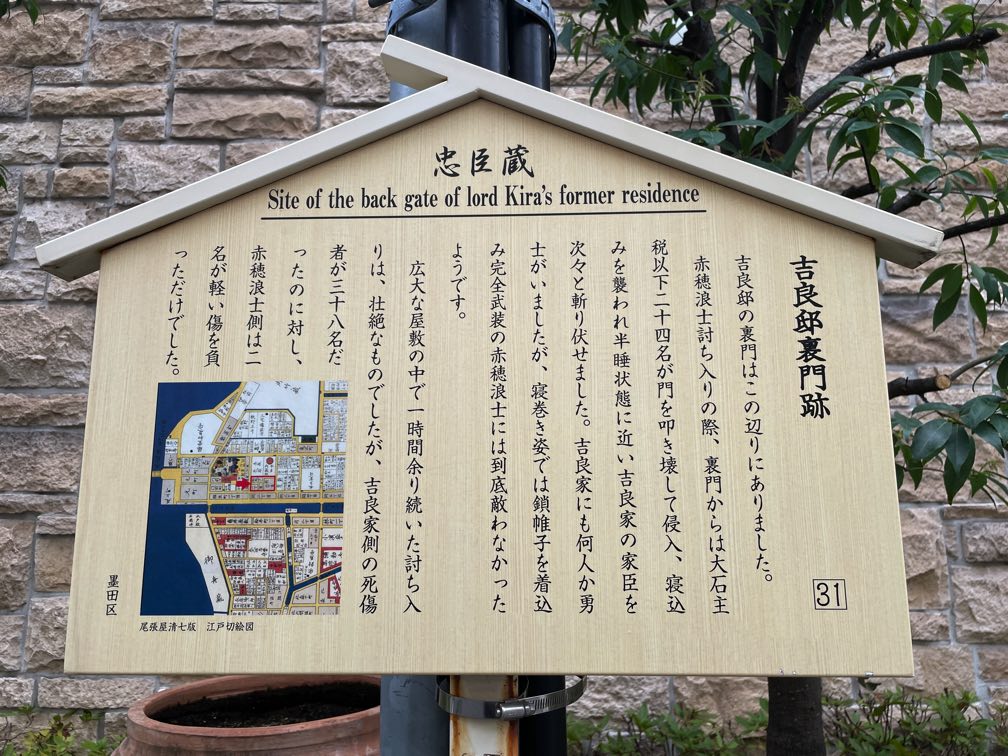 忠臣蔵
Site of the back gate of lord Kira's former residence
吉良邸裏門跡
吉良邸の裏門はこの辺りにありました。
赤穂浪士討ち入りの際、裏門からは大石主
税以下二十四名が門を叩き壊して侵入、寝込
みを襲われ半睡状態に近い吉良家の家臣を
次々と斬り伏せました。吉良家にも何人か勇
士がいましたが、寝巻き姿では鎖帷子を着込
み完全武装の赤穂浪士には到底敵わなかった
ようです。
広大な屋敷の中で一時間余り続いた討ち入
りは、壮絶なものでしたが、吉良家側の死傷
者が三十八名だ
ったのに対し、
赤穂浪士側は二
名が軽い傷を負
っただけでした。
31
尾張屋清七版 江戸切絵図
墨田区